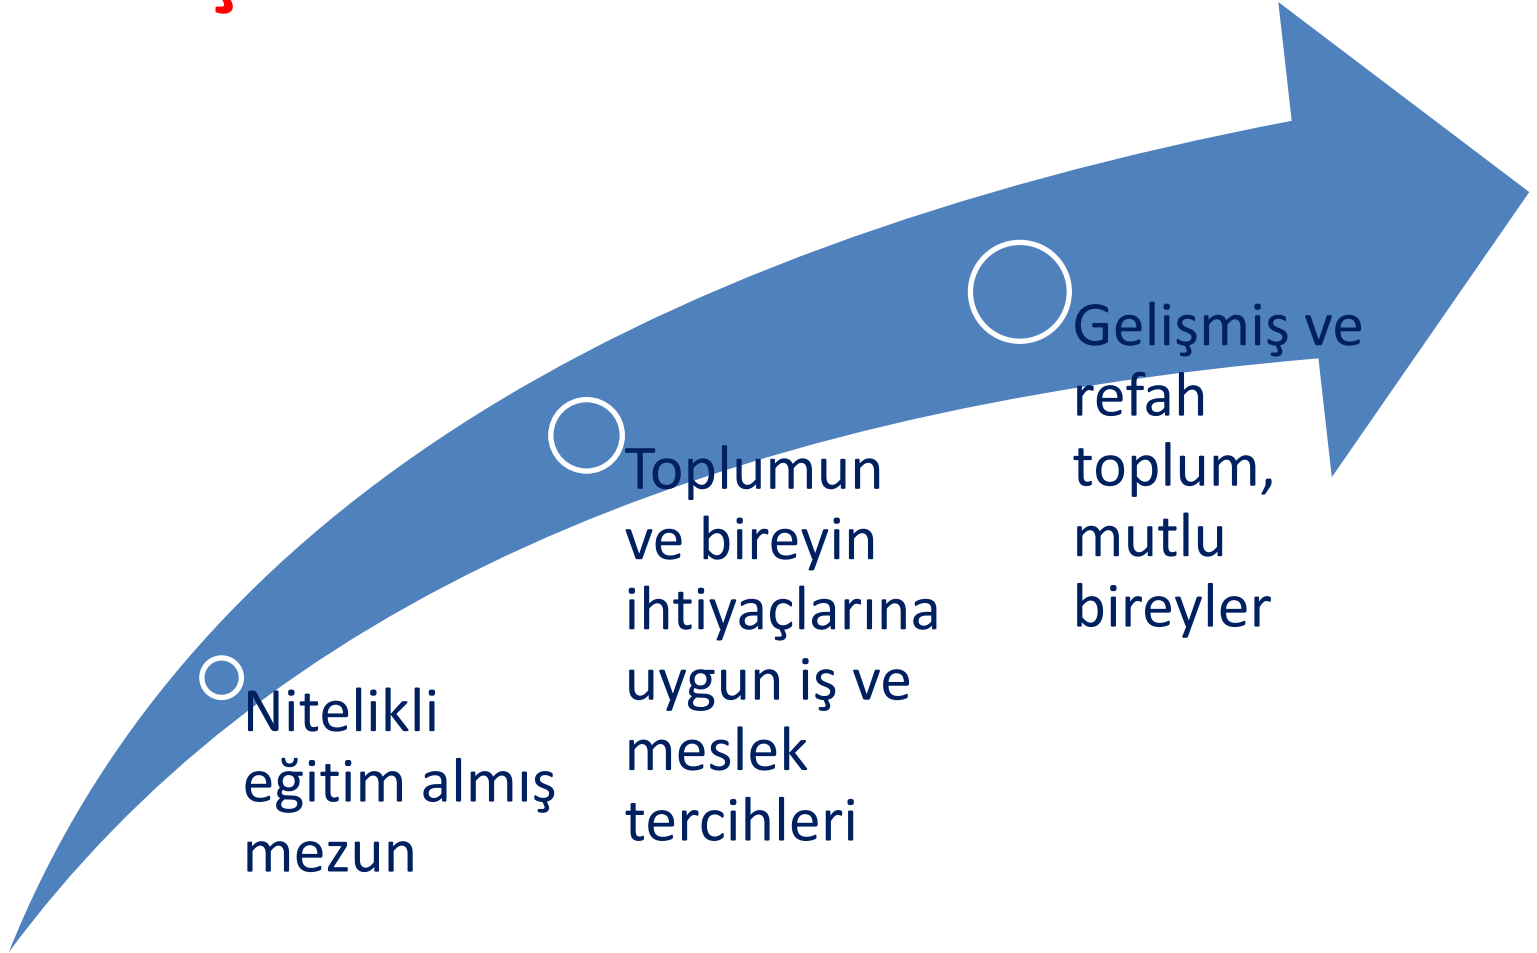 Nitelikli
eğitim almış
mezun
Toplumun
ve bireyin
ihtiyaçlarına
uygun iş ve
meslek
tercihleri
Gelişmiş ve
refah
toplum,
mutlu
bireyler